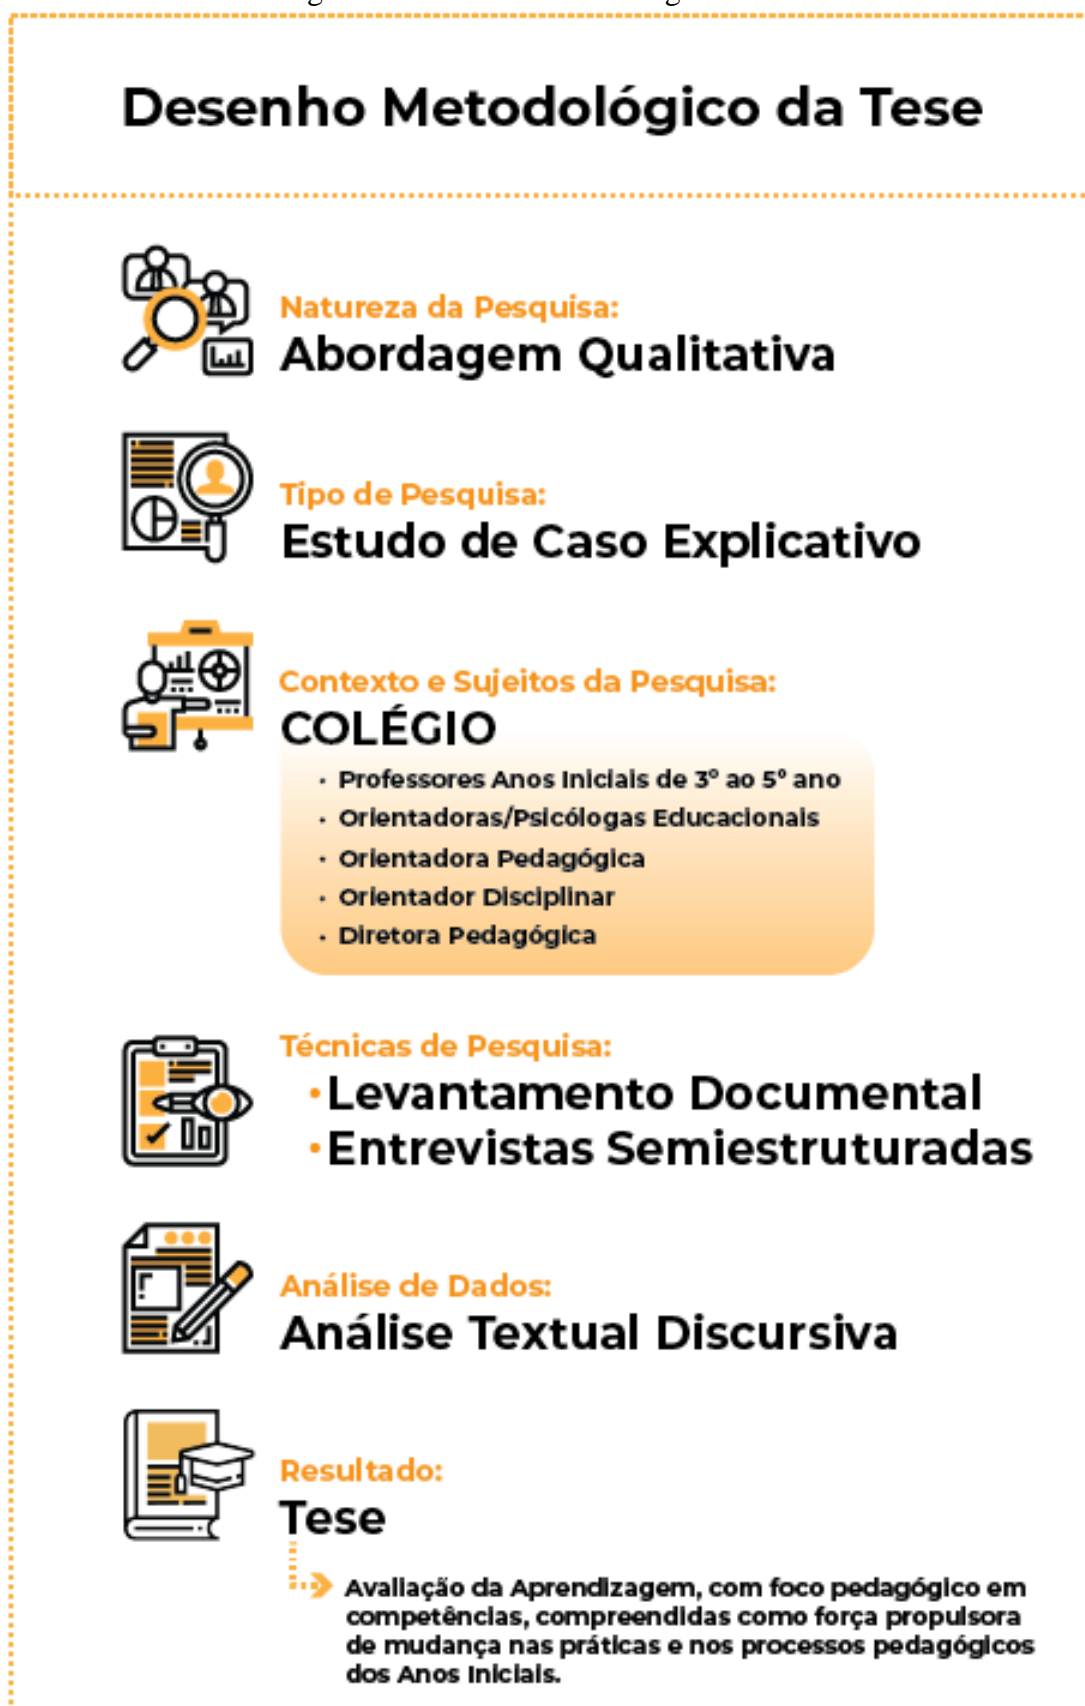 Desenho Metodológico da Tese
Natureza da Pesquisa:
Abordagem Qualitativa
Tipo de Pesquisa:
Estudo de Caso Explicativo
Contexto e Sujeitos da Pesquisa:
COLÉGIO
• Professores Anos Iniciais de 3º ao 5º ano
• Orientadoras/Psicólogas Educacionais
• Orientadora Pedagógica
• Orientador Disciplinar
• Diretora Pedagógica
Técnicas de Pesquisa:
•Levantamento Documental
•Entrevistas Semiestruturadas
Análise de Dados:
Análise Textual Discursiva
Resultado:
Tese
Avaliação da Aprendizagem, com foco pedagógico em
competências, compreendidas como força propulsora
de mudança nas práticas e nos processos pedagógicos
dos Anos Iniciais.